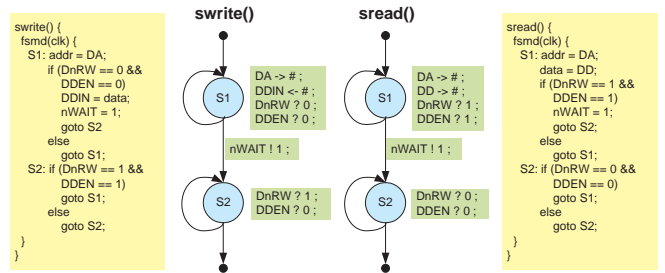 swrite() {
fsmd(clk) {
S1: addr = DA;
if (DnRW == 0 &&
DDEN == 0)
DDIN = data;
nWAIT = 1;
goto S2
else
goto S1;
S2: if (DnRW == 1 &&
DDEN == 1)
goto S1;
else
goto S2;
}
}
swrite()
S1
DA -> # ;
DDIN <- # ;
DnRW ? 0 ;
DDEN ? 0 ;
nWAIT ! 1 ;
S2
DnRW ? 1 ;
DDEN ? 0 ;
sread()
S1
DA -> # ;
DD -> # ;
DnRW ? 1 ;
DDEN ? 1 ;
nWAIT ! 1 ;
S2
DnRW ? 0 ;
DDEN ? 0 ;
sread() {
fsmd(clk) {
S1: addr = DA;
data = DD;
if (DnRW == 1 &&
DDEN == 1)
nWAIT = 1;
goto S2;
else
goto S1;
S2: if (DnRW == 0 &&
DDEN == 0)
goto S1;
else
goto S2;
}
}